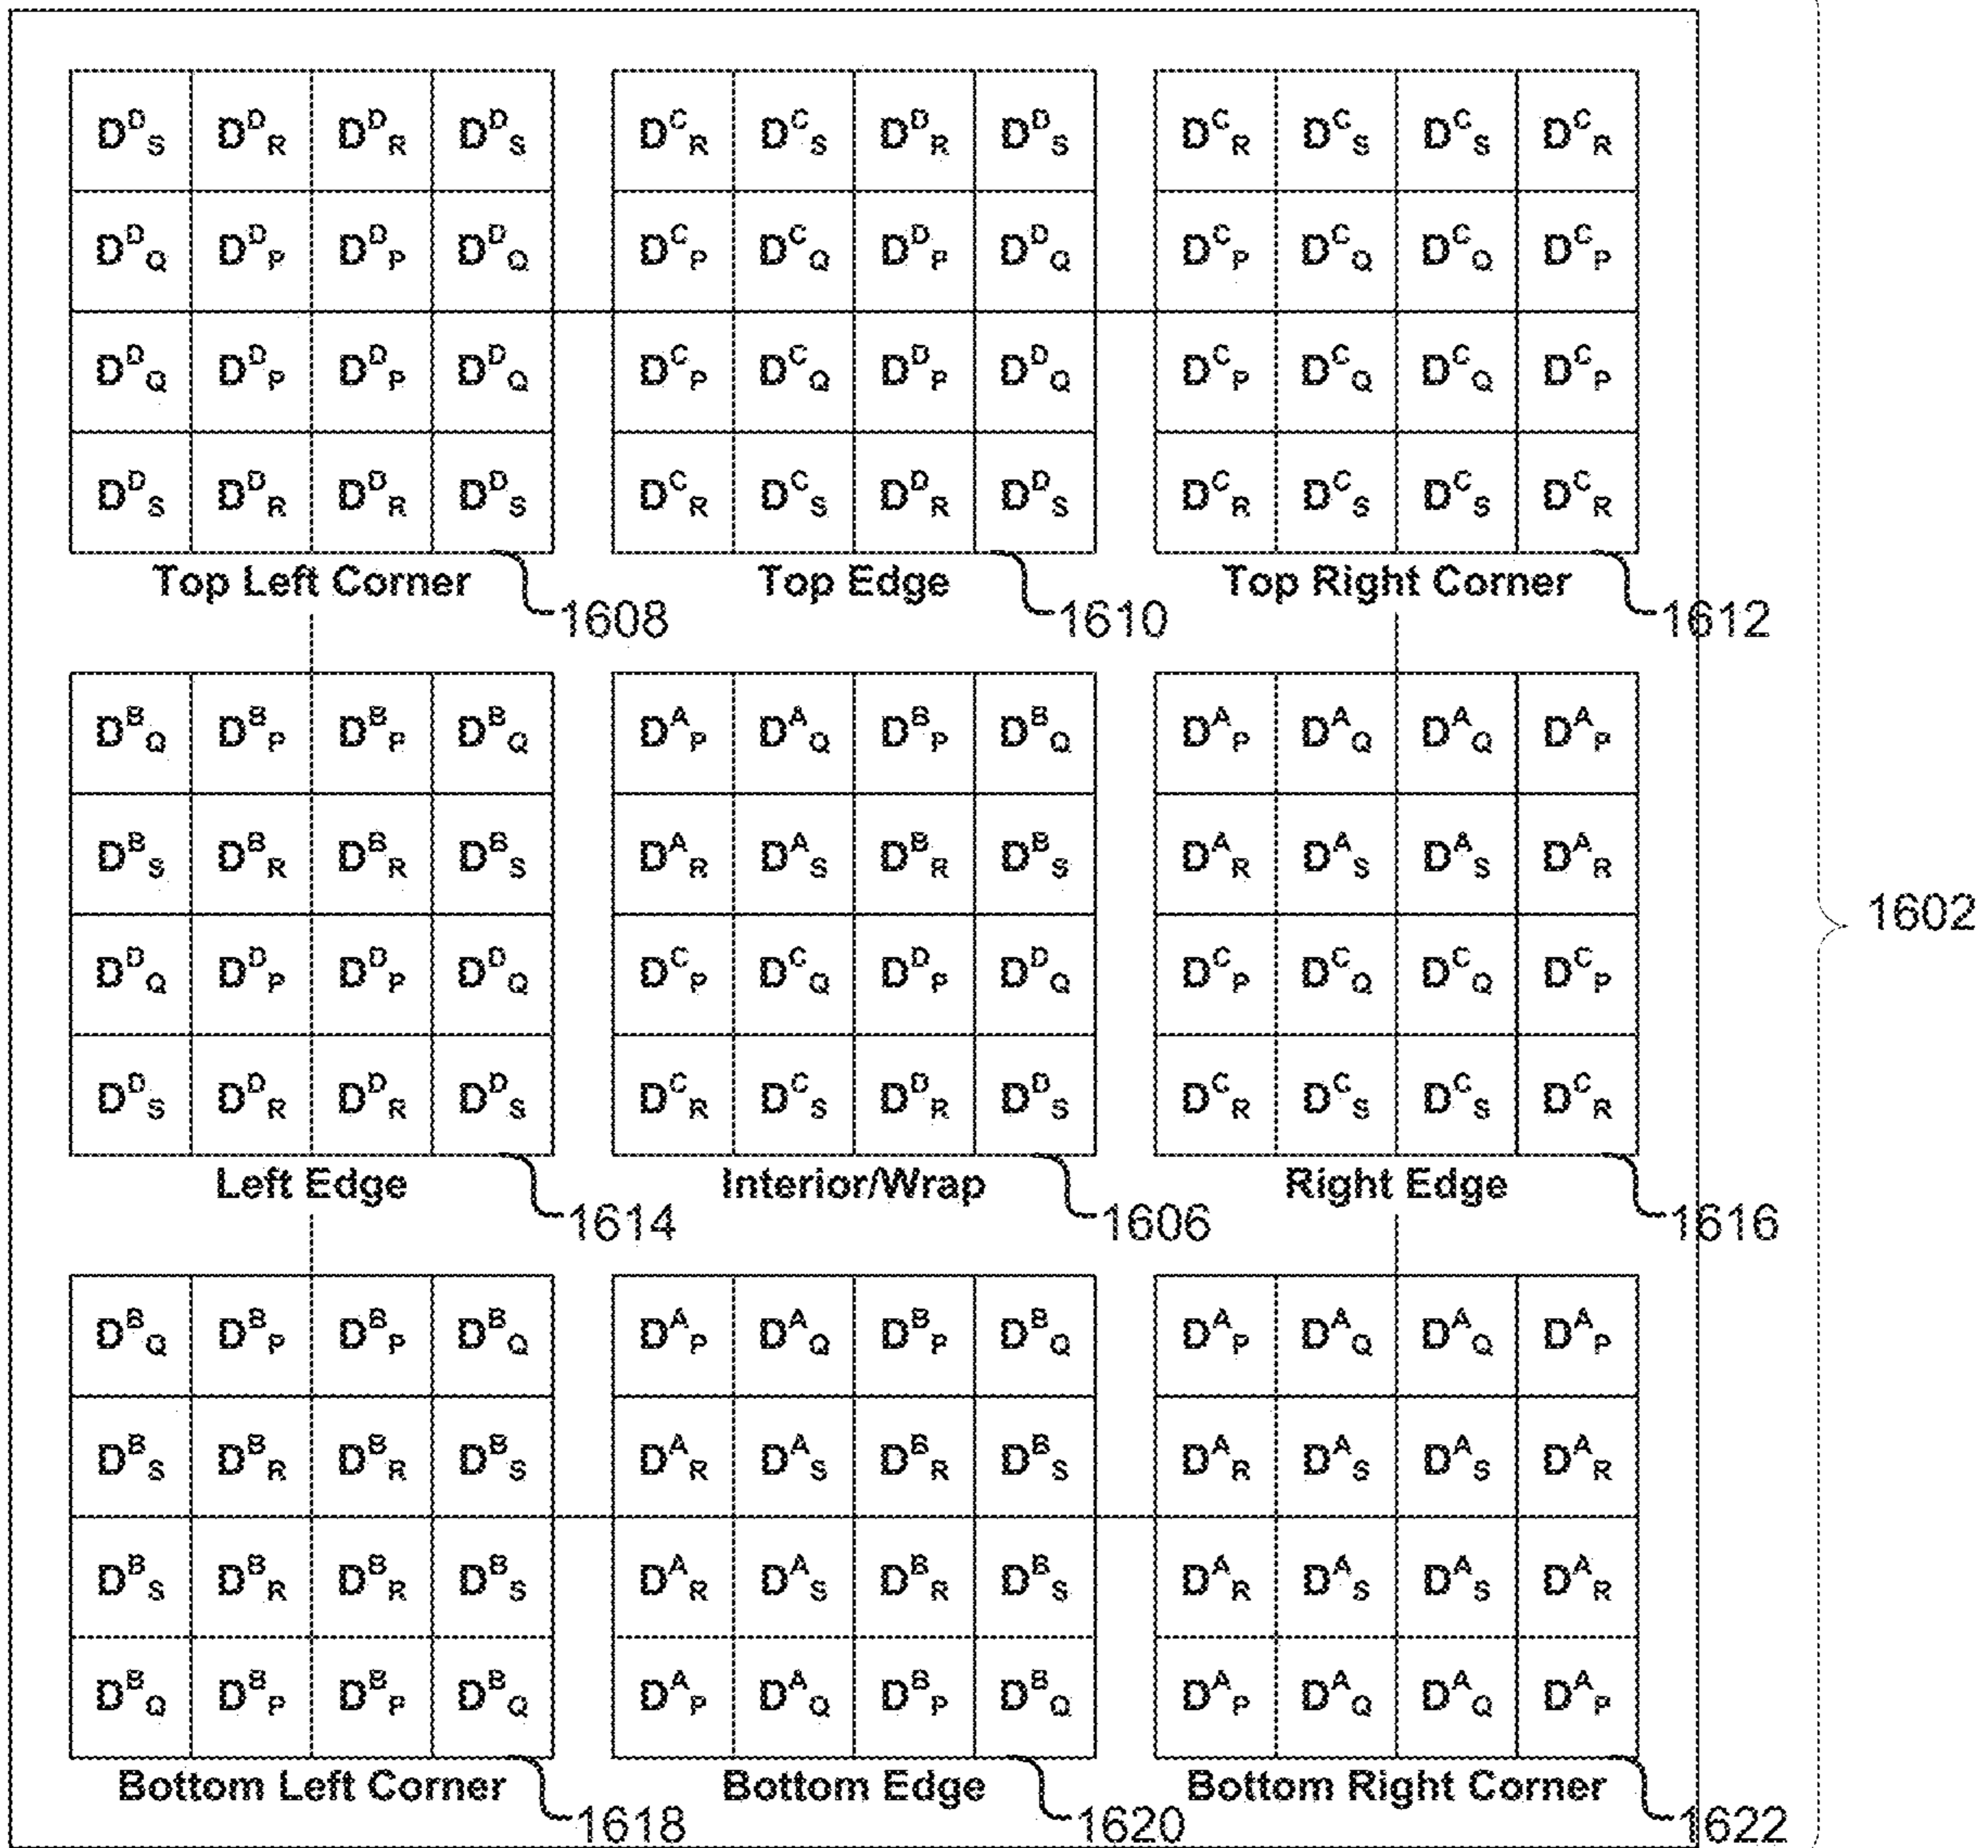 D^D_S D^D_R D^D_R D^D_S D^C_R D^C_S D^D_R D^D_S D^C_R D^C_S D^C_S D^C_R
D^D_Q D^D_P D^D_P D^D_Q D^C_P D^C_Q D^D_P D^D_Q D^C_P D^C_Q D^C_Q D^C_P
D^D_Q D^D_P D^D_P D^D_Q D^C_P D^C_Q D^D_P D^D_Q D^C_P D^C_Q D^C_Q D^C_P
D^D_S D^D_R D^D_R D^D_S D^C_R D^C_S D^D_R D^D_S D^C_R D^C_S D^C_S D^C_R
Top Left Corner Top Edge Top Right Corner
1608 1610 1612
D^B_Q D^B_P D^B_P D^B_Q D^A_P D^A_Q D^B_P D^B_Q D^A_P D^A_Q D^A_Q D^A_P
D^B_S D^B_R D^B_R D^B_S D^A_R D^A_S D^B_R D^B_S D^A_R D^A_S D^A_S D^A_R
1602
D^D_Q D^D_P D^D_P D^D_Q D^C_P D^C_Q D^D_P D^D_Q D^C_P D^C_Q D^C_Q D^C_P
D^D_S D^D_R D^D_R D^D_S D^C_R D^C_S D^D_R D^D_S D^C_R D^C_S D^C_S D^C_R
Left Edge Interior/Wrap Right Edge
1614 1606 1616
D^B_Q D^B_P D^B_P D^B_Q D^A_P D^A_Q D^B_P D^B_Q D^A_P D^A_Q D^A_Q D^A_P
D^B_S D^B_R D^B_R D^B_S D^A_R D^A_S D^B_R D^B_S D^A_R D^A_S D^A_S D^A_R
D^B_S D^B_R D^B_R D^B_S D^A_R D^A_S D^B_R D^B_S D^A_R D^A_S D^A_S D^A_R
D^B_Q D^B_P D^B_P D^B_Q D^A_P D^A_Q D^B_P D^B_Q D^A_P D^A_Q D^A_Q D^A_P
Bottom Left Corner Bottom Edge Bottom Right Corner
1618 1620 1622